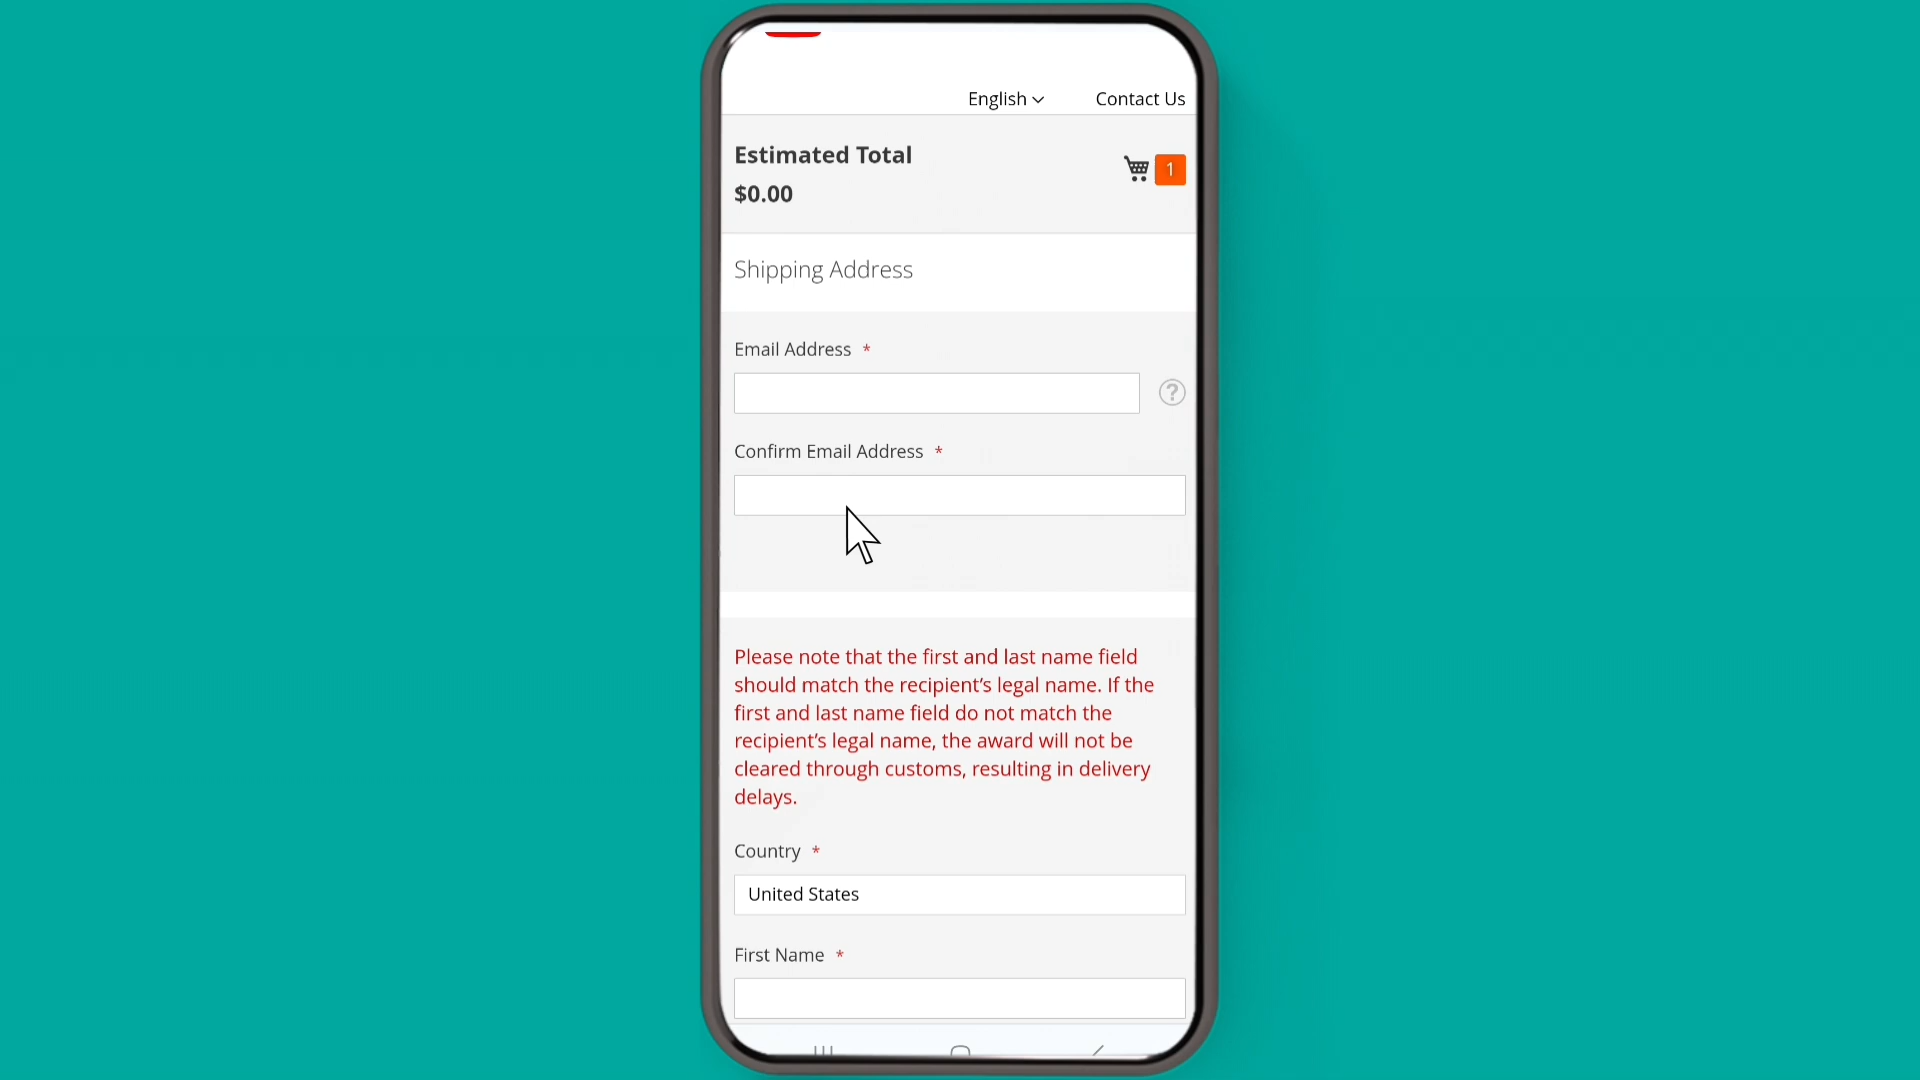 English
Contact Us
Estimated Total
$0.00
1
Shipping Address
Email Address *
?
Confirm Email Address *
Please note that the first and last name field
should match the recipient’s legal name. If the
first and last name field do not match the
recipient’s legal name, the award will not be
cleared through customs, resulting in delivery
delays.
Country *
United States
First Name *